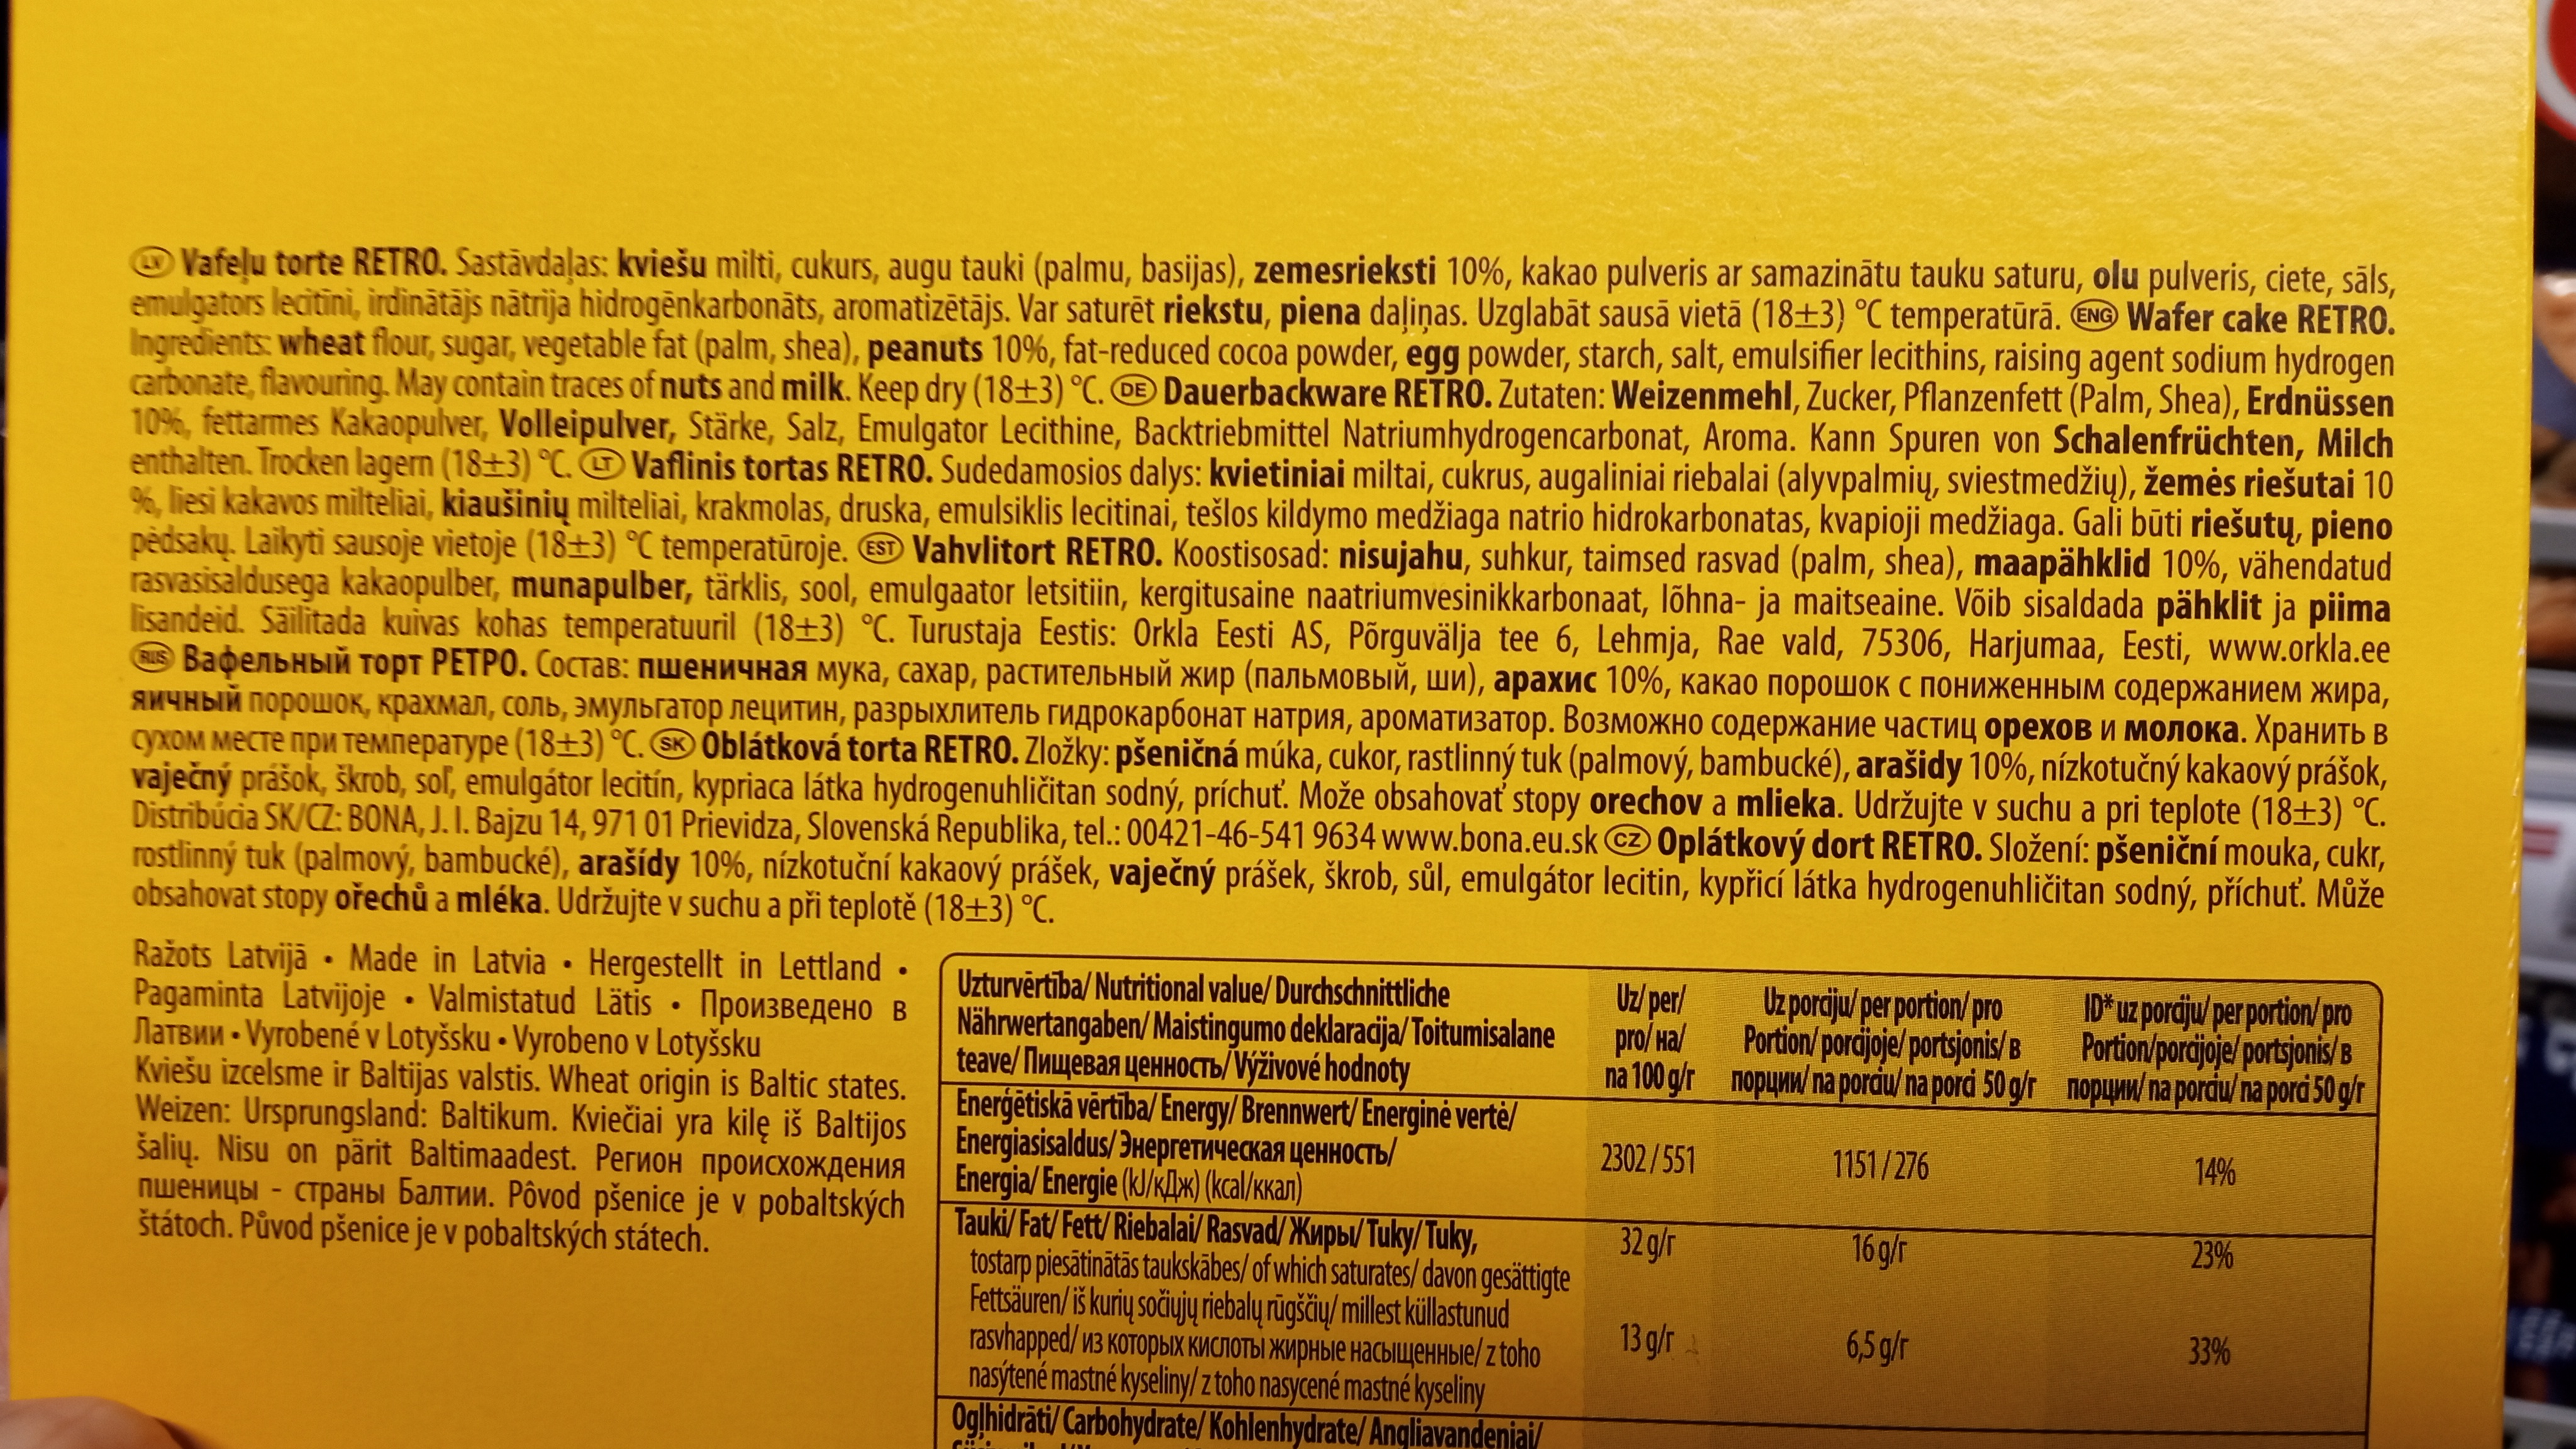 LV Vafeļu torte RETRO. Sastāvdaļas: kviešu milti, cukurs, augu tauki (palmu, basijas), zemesrieksti 10%, kakao pulveris ar samazinātu tauku saturu, olu pulveris, ciete, sāls,
emulgators lecitīni, irdinātājs nātrija hidrogēnkarbonāts, aromatizētājs. Var saturēt riekstu, piena daļiņas. Uzglabāt sausā vietā (18±3) °C temperatūrā. ENG Wafer cake RETRO.
Ingredients: wheat flour, sugar, vegetable fat (palm, shea), peanuts 10%, fat-reduced cocoa powder, egg powder, starch, salt, emulsifier lecithins, raising agent sodium hydrogen
carbonate, flavouring. May contain traces of nuts and milk. Keep dry (18±3) °C. DE Dauerbackware RETRO. Zutaten: Weizenmehl, Zucker, Pflanzenfett (Palm, Shea), Erdnüssen
10%, fettarmes Kakaopulver, Volleipulver, Stärke, Salz, Emulgator Lecithine, Backtriebmittel Natriumhydrogencarbonat, Aroma. Kann Spuren von Schalenfrüchten, Milch
enthalten. Trocken lagern (18±3) °C. LT Vaflinis tortas RETRO. Sudedamosios dalys: kvietiniai miltai, cukrus, augaliniai riebalai (alyvpalmių, sviestmedžių), žemės riešutai 10
%, liesi kakavos milteliai, kiaušinių milteliai, krakmolas, druska, emulsiklis lecitinai, tešlos kildymo medžiaga natrio hidrokarbonatas, kvapioji medžiaga. Gali būti riešutų, pieno
pėdsakų. Laikyti sausoje vietoje (18±3) °C temperatūroje. EST Vahvlitort RETRO. Koostisosad: nisujahu, suhkur, taimsed rasvad (palm, shea), maapähklid 10%, vähendatud
rasvasisaldusega kakaopulber, munapulber, tärklis, sool, emulgaator letsitiin, kergitusaine naatriumvesinikkarbonaat, lõhna- ja maitseaine. Võib sisaldada pähklit ja piima
lisandeid. Säilitada kuivas kohas temperatuuril (18±3) °C. Turustaja Eestis: Orkla Eesti AS, Põrguvälja tee 6, Lehmja, Rae vald, 75306, Harjumaa, Eesti, www.orkla.ee
RUS Вафельный торт РЕТРО. Состав: пшеничная мука, сахар, растительный жир (пальмовый, ши), арахис 10%, какао порошок с пониженным содержанием жира,
яичный порошок, крахмал, соль, эмульгатор лецитин, разрыхлитель гидрокарбонат натрия, ароматизатор. Возможно содержание частиц орехов и молока. Хранить в
сухом месте при температуре (18±3) °C. SK Oblátková torta RETRO. Zložky: pšeničná múka, cukor, rastlinný tuk (palmový, bambucké), arašidy 10%, nízkotučný kakaový prášok,
vaječný prášok, škrob, soľ, emulgátor lecitín, kypriaca látka hydrogenuhličitan sodný, príchuť. Može obsahovať stopy orechov a mlieka. Udržujte v suchu a pri teplote (18±3) °C.
Distribúcia SK/CZ: BONA, J. I. Bajzu 14, 971 01 Prievidza, Slovenská Republika, tel.: 00421-46-541 9634 www.bona.eu.sk CZ Oplátkový dort RETRO. Složení: pšeniční mouka, cukr,
rostlinný tuk (palmový, bambucké), arašídy 10%, nízkotuční kakaový prášek, vaječný prášek, škrob, sůl, emulgátor lecitin, kypřicí látka hydrogenuhličitan sodný, příchuť. Může
obsahovat stopy ořechů a mléka. Udržujte v suchu a při teplotě (18±3) °C.
Ražots Latvijā • Made in Latvia • Hergestellt in Lettland •
Pagaminta Latvijoje • Valmistatud Lätis • Произведено в
Латвии • Vyrobené v Lotyšsku • Vyrobeno v Lotyšsku
Kviešu izcelsme ir Baltijas valstis. Wheat origin is Baltic states.
Weizen: Ursprungsland: Baltikum. Kviečiai yra kilę iš Baltijos
šalių. Nisu on pärit Baltimaadest. Регион происхождения
пшеницы - страны Балтии. Pôvod pšenice je v pobaltských
štátoch. Původ pšenice je v pobaltských státech.
Uzturvērtība/ Nutritional value/ Durchschnittliche
Nährwertangaben/ Maistingumo deklaracija/ Toitumisalane
teave/ Пищевая ценность/ Výživové hodnoty
Uz/ per/
pro/ на/
na 100 g/г
Uz porciju/ per portion/ pro
Portion/ porcijoje/ portsjonis/ в
порции/ na porciu/ na porci 50 g/г
ID* uz porciju/ per portion/ pro
Portion/porcijoje/ portsjonis/ в
порции/ na porciu/ na porci 50 g/г
Enerģētiskā vērtība/ Energy/ Brennwert/ Energinė vertė/
Energiasisaldus/ Энергетическая ценность/
Energia/ Energie (kJ/кДж) (kcal/ккал)
2302 / 551
1151 / 276
14%
Tauki/ Fat/ Fett/ Riebalai/ Rasvad/ Жиры/ Tuky/ Tuky,
32 g/г
16 g/г
23%
tostarp piesātinātās taukskābes/ of which saturates/ davon gesättigte
Fettsäuren/ iš kurių sočiųjų riebalų rūgščių/ millest küllastunud
rasvhapped/ из которых кислоты жирные насыщенные/ z toho
nasýtené mastné kyseliny/ z toho nasycené mastné kyseliny
13 g/г
6,5 g/г
33%
Ogļhidrāti/ Carbohydrate/ Kohlenhydrate/ Angliavandeniai/